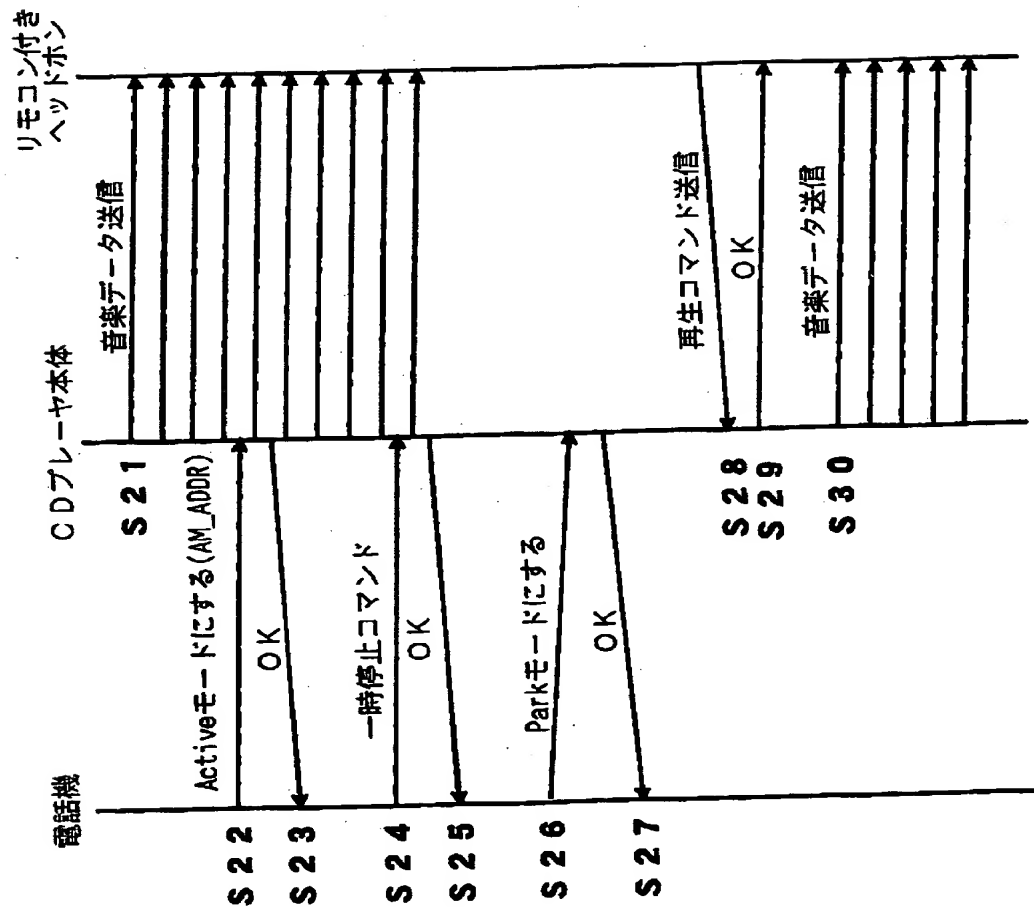 電話機
CDプレーヤ本体
リモコン付き
ヘッドホン
S21
音楽データ送信
S22
Activeモードにする(AM_ADDR)
S23
OK
S24
一時停止コマンド
S25
OK
S26
Parkモードにする
S27
OK
S28
再生コマンド送信
S29
OK
S30
音楽データ送信